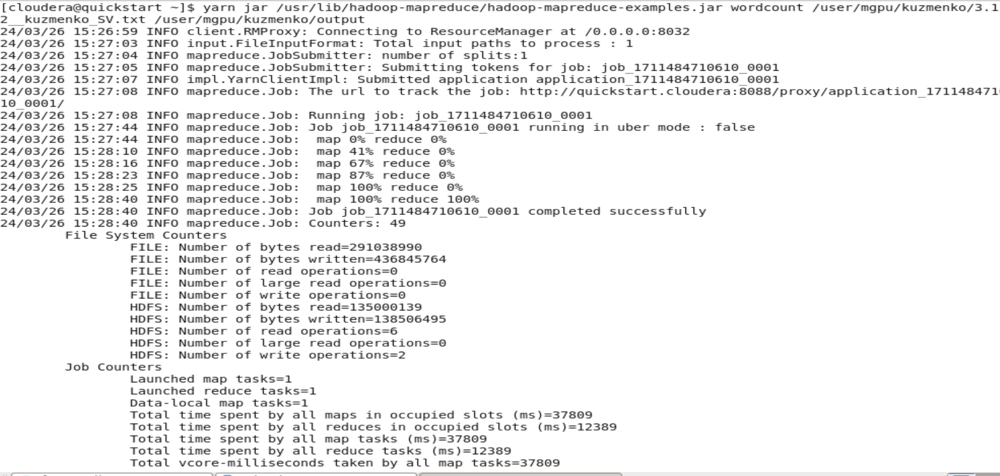 [cloudera@quickstart ~]$ yarn jar /usr/lib/hadoop-mapreduce/hadoop-mapreduce-examples.jar wordcount /user/mgpu/kuzmenko/3.1
2__kuzmenko_SV.txt /user/mgpu/kuzmenko/output
24/03/26 15:26:59 INFO client.RMProxy: Connecting to ResourceManager at /0.0.0.0:8032
24/03/26 15:27:03 INFO input.FileInputFormat: Total input paths to process : 1
24/03/26 15:27:04 INFO mapreduce.JobSubmitter: number of splits:1
24/03/26 15:27:05 INFO mapreduce.JobSubmitter: Submitting tokens for job: job_1711484710610_0001
24/03/26 15:27:07 INFO impl.YarnClientImpl: Submitted application application_1711484710610_0001
24/03/26 15:27:08 INFO mapreduce.Job: The url to track the job: http://quickstart.cloudera:8088/proxy/application_171148471
10_0001/
24/03/26 15:27:08 INFO mapreduce.Job: Running job: job_1711484710610_0001
24/03/26 15:27:44 INFO mapreduce.Job: Job job_1711484710610_0001 running in uber mode : false
24/03/26 15:27:44 INFO mapreduce.Job:  map 0% reduce 0%
24/03/26 15:28:10 INFO mapreduce.Job:  map 41% reduce 0%
24/03/26 15:28:16 INFO mapreduce.Job:  map 67% reduce 0%
24/03/26 15:28:23 INFO mapreduce.Job:  map 87% reduce 0%
24/03/26 15:28:25 INFO mapreduce.Job:  map 100% reduce 0%
24/03/26 15:28:40 INFO mapreduce.Job:  map 100% reduce 100%
24/03/26 15:28:40 INFO mapreduce.Job: Job job_1711484710610_0001 completed successfully
24/03/26 15:28:40 INFO mapreduce.Job: Counters: 49
File System Counters
FILE: Number of bytes read=291038990
FILE: Number of bytes written=436845764
FILE: Number of read operations=0
FILE: Number of large read operations=0
FILE: Number of write operations=0
HDFS: Number of bytes read=135000139
HDFS: Number of bytes written=138506495
HDFS: Number of read operations=6
HDFS: Number of large read operations=0
HDFS: Number of write operations=2
Job Counters
Launched map tasks=1
Launched reduce tasks=1
Data-local map tasks=1
Total time spent by all maps in occupied slots (ms)=37809
Total time spent by all reduces in occupied slots (ms)=12389
Total time spent by all map tasks (ms)=37809
Total time spent by all reduce tasks (ms)=12389
Total vcore-milliseconds taken by all map tasks=37809